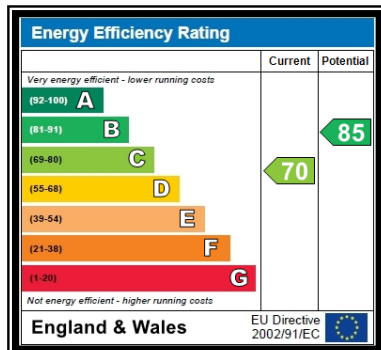 Energy Efficiency Rating
Current Potential
Very energy efficient - lower running costs
(92-100) A
(81-91) B
85
(69-80) C
70
(55-68) D
(39-54) E
(21-38) F
(1-20) G
Not energy efficient - higher running costs
England & Wales
EU Directive
2002/91/EC